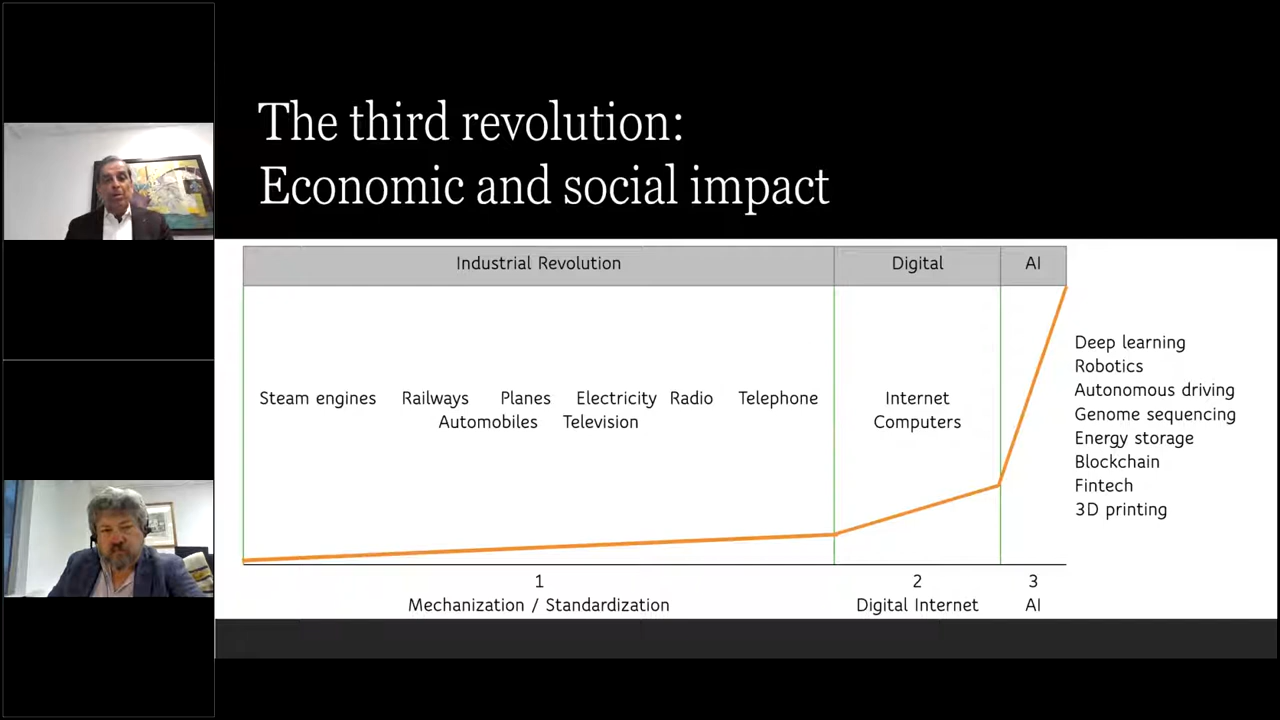 The third revolution:
Economic and social impact
Industrial Revolution Digital AI
Steam engines Railways Planes Electricity Radio Telephone
Automobiles Television
Internet
Computers
Deep learning
Robotics
Autonomous driving
Genome sequencing
Energy storage
Blockchain
Fintech
3D printing
1 2 3
Mechanization / Standardization Digital Internet AI